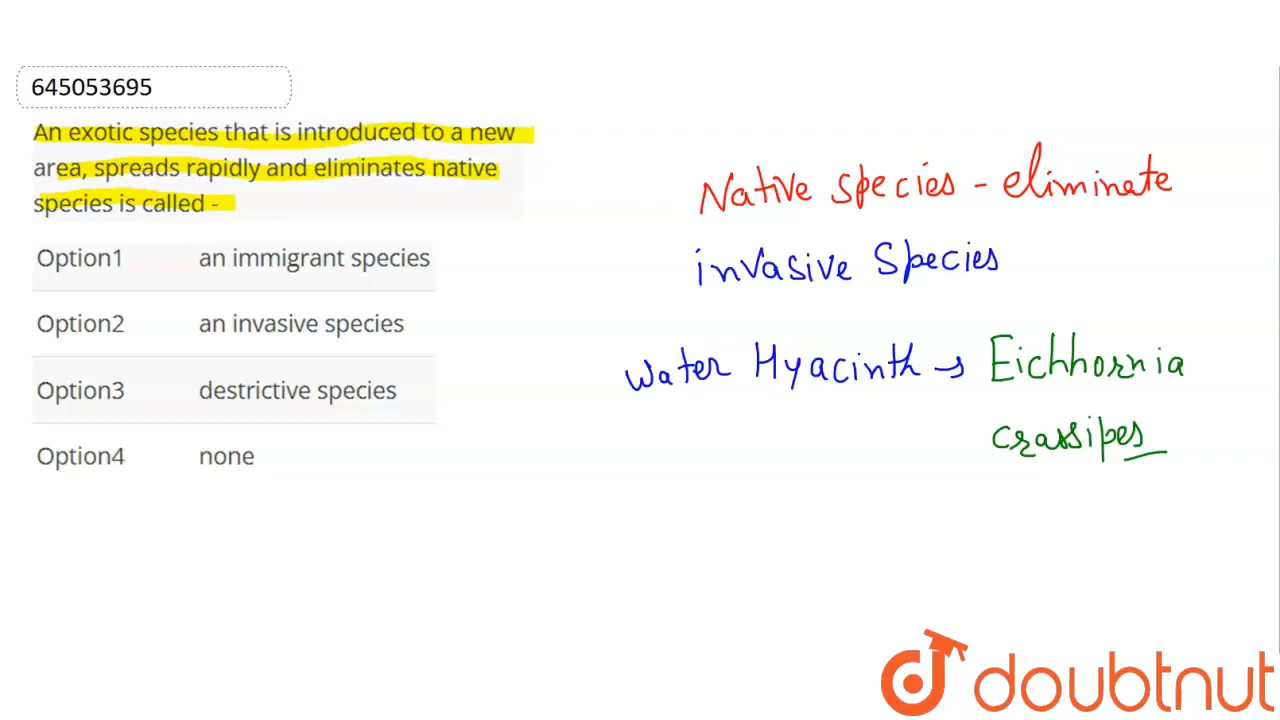 645053695
An exotic species that is introduced to a new
area, spreads rapidly and eliminates native
species is called -
Option1 an immigrant species
Option2 an invasive species
Option3 destrictive species
Option4 none
Native species - eliminate
invasive Species
water Hyacinth → Eichhornia
crassipes
doubtnut